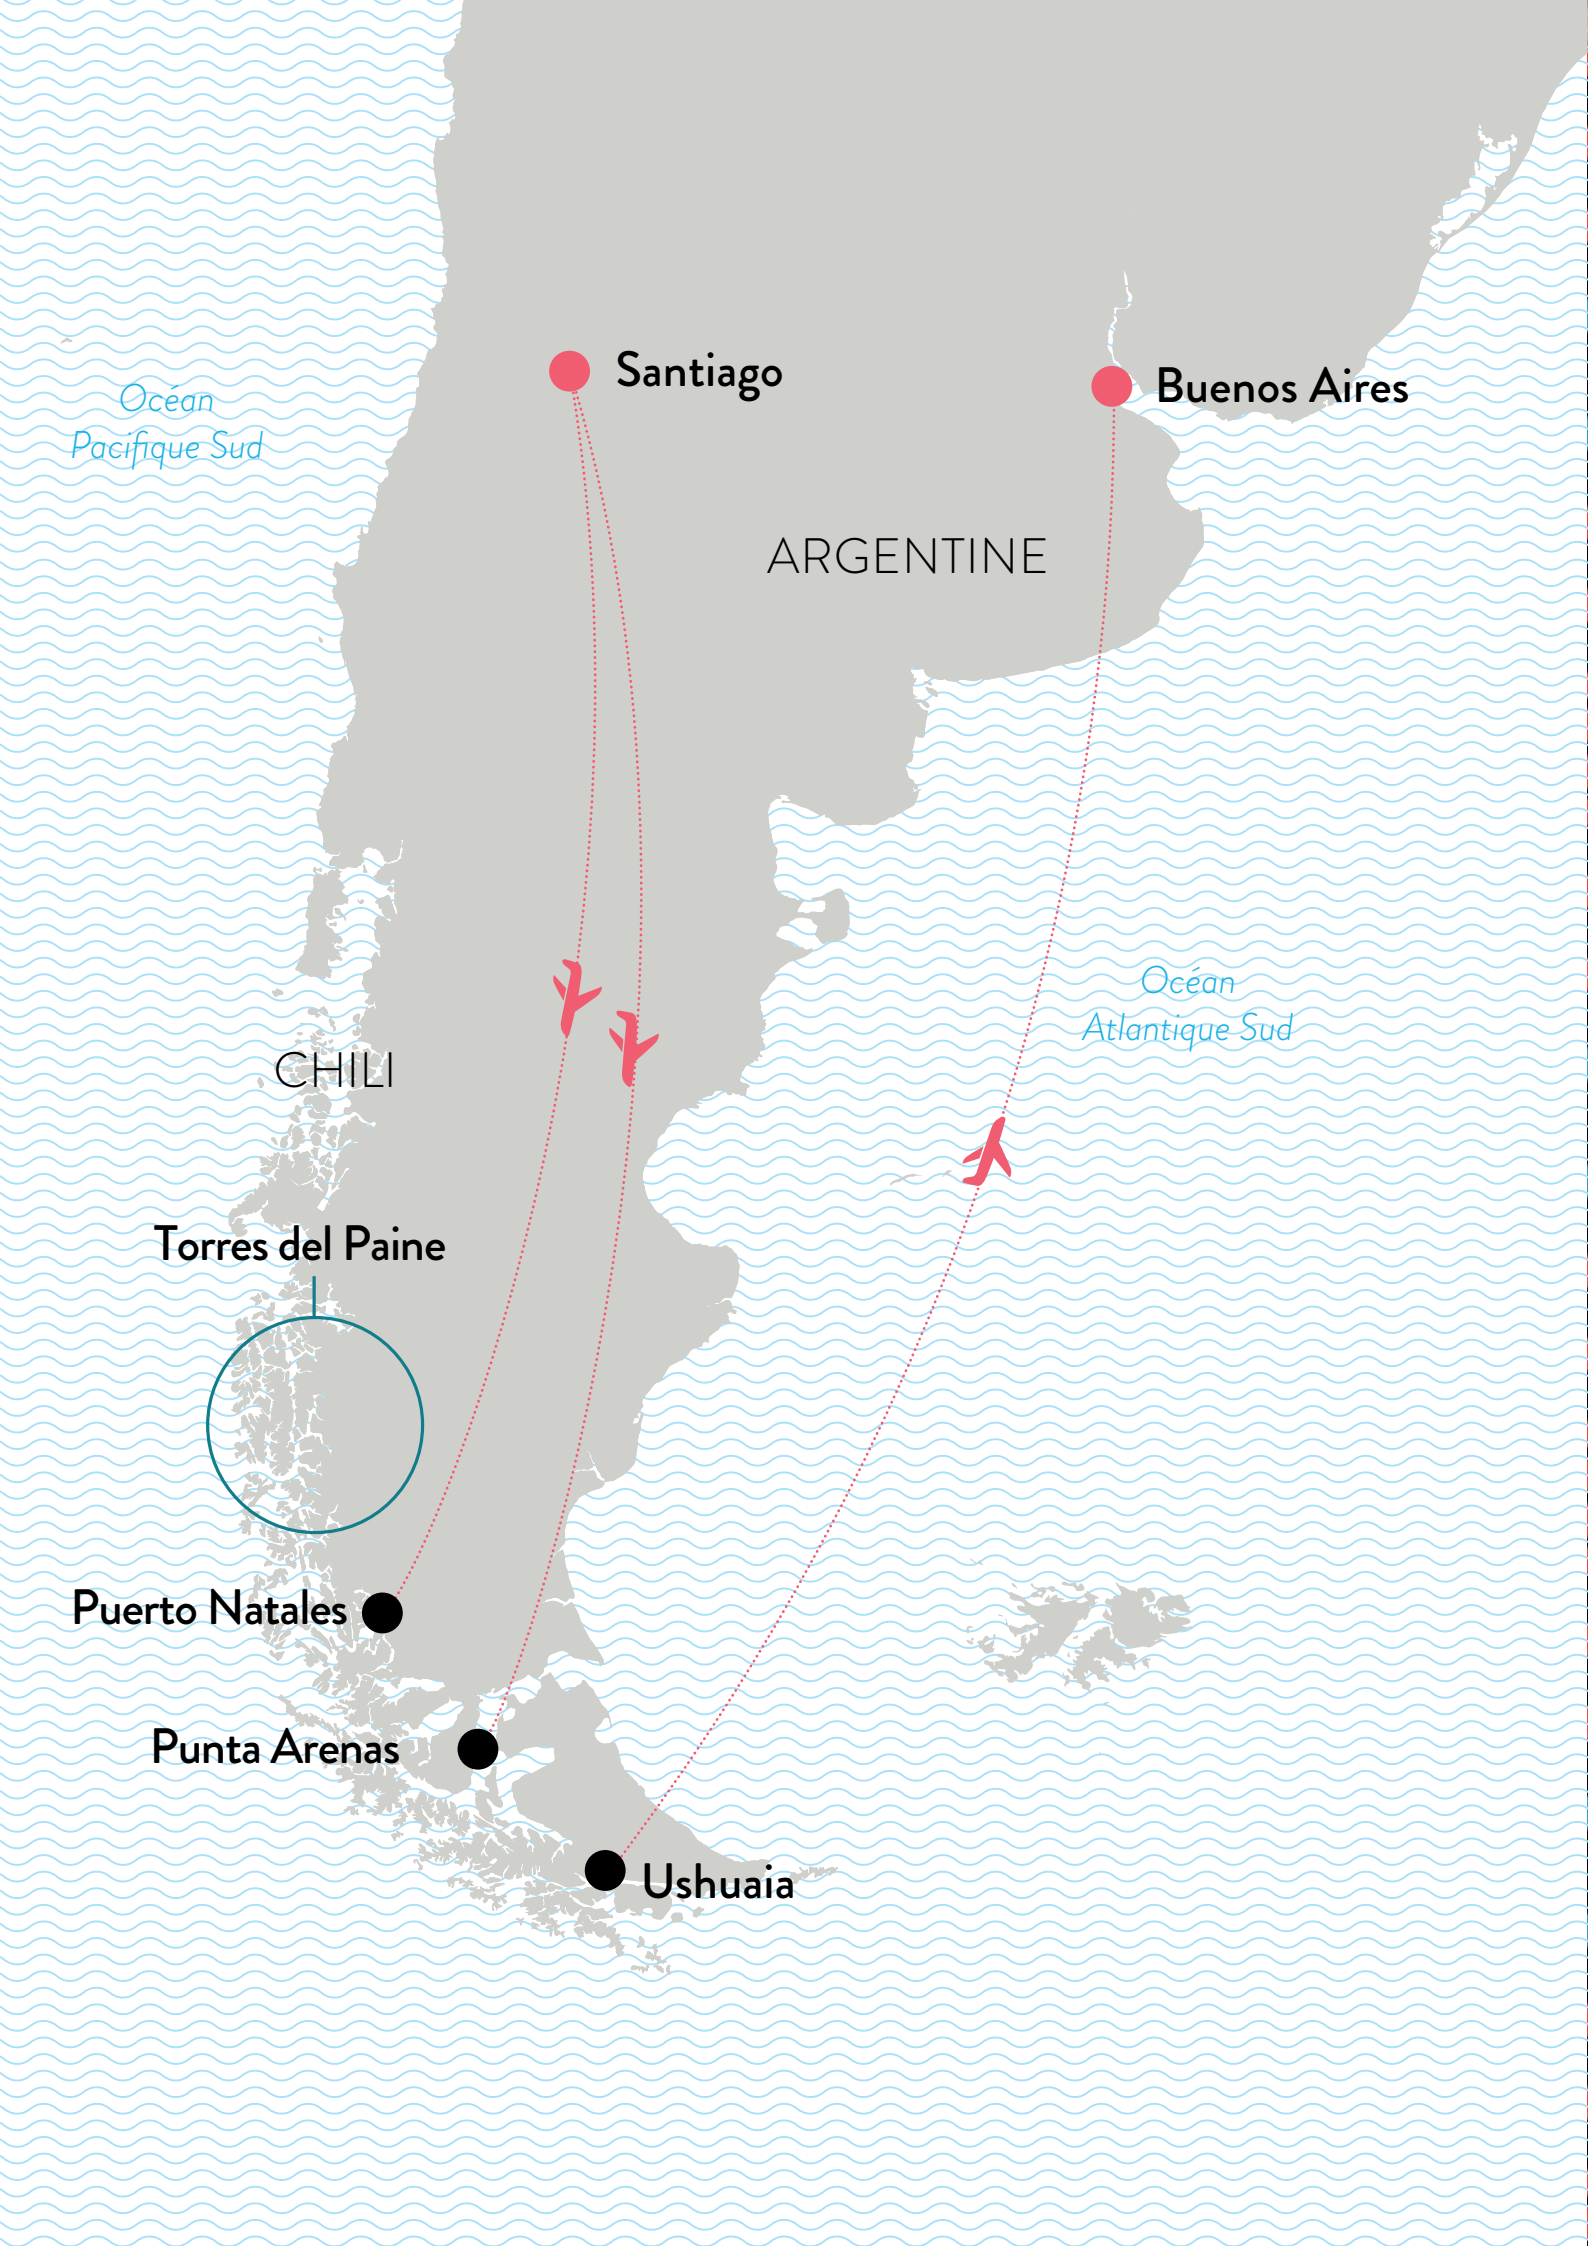 Santiago
Buenos Aires
Océan
Pacifique Sud
ARGENTINE
Océan
Atlantique Sud
CHILI
Torres del Paine
Puerto Natales
Punta Arenas
Ushuaia